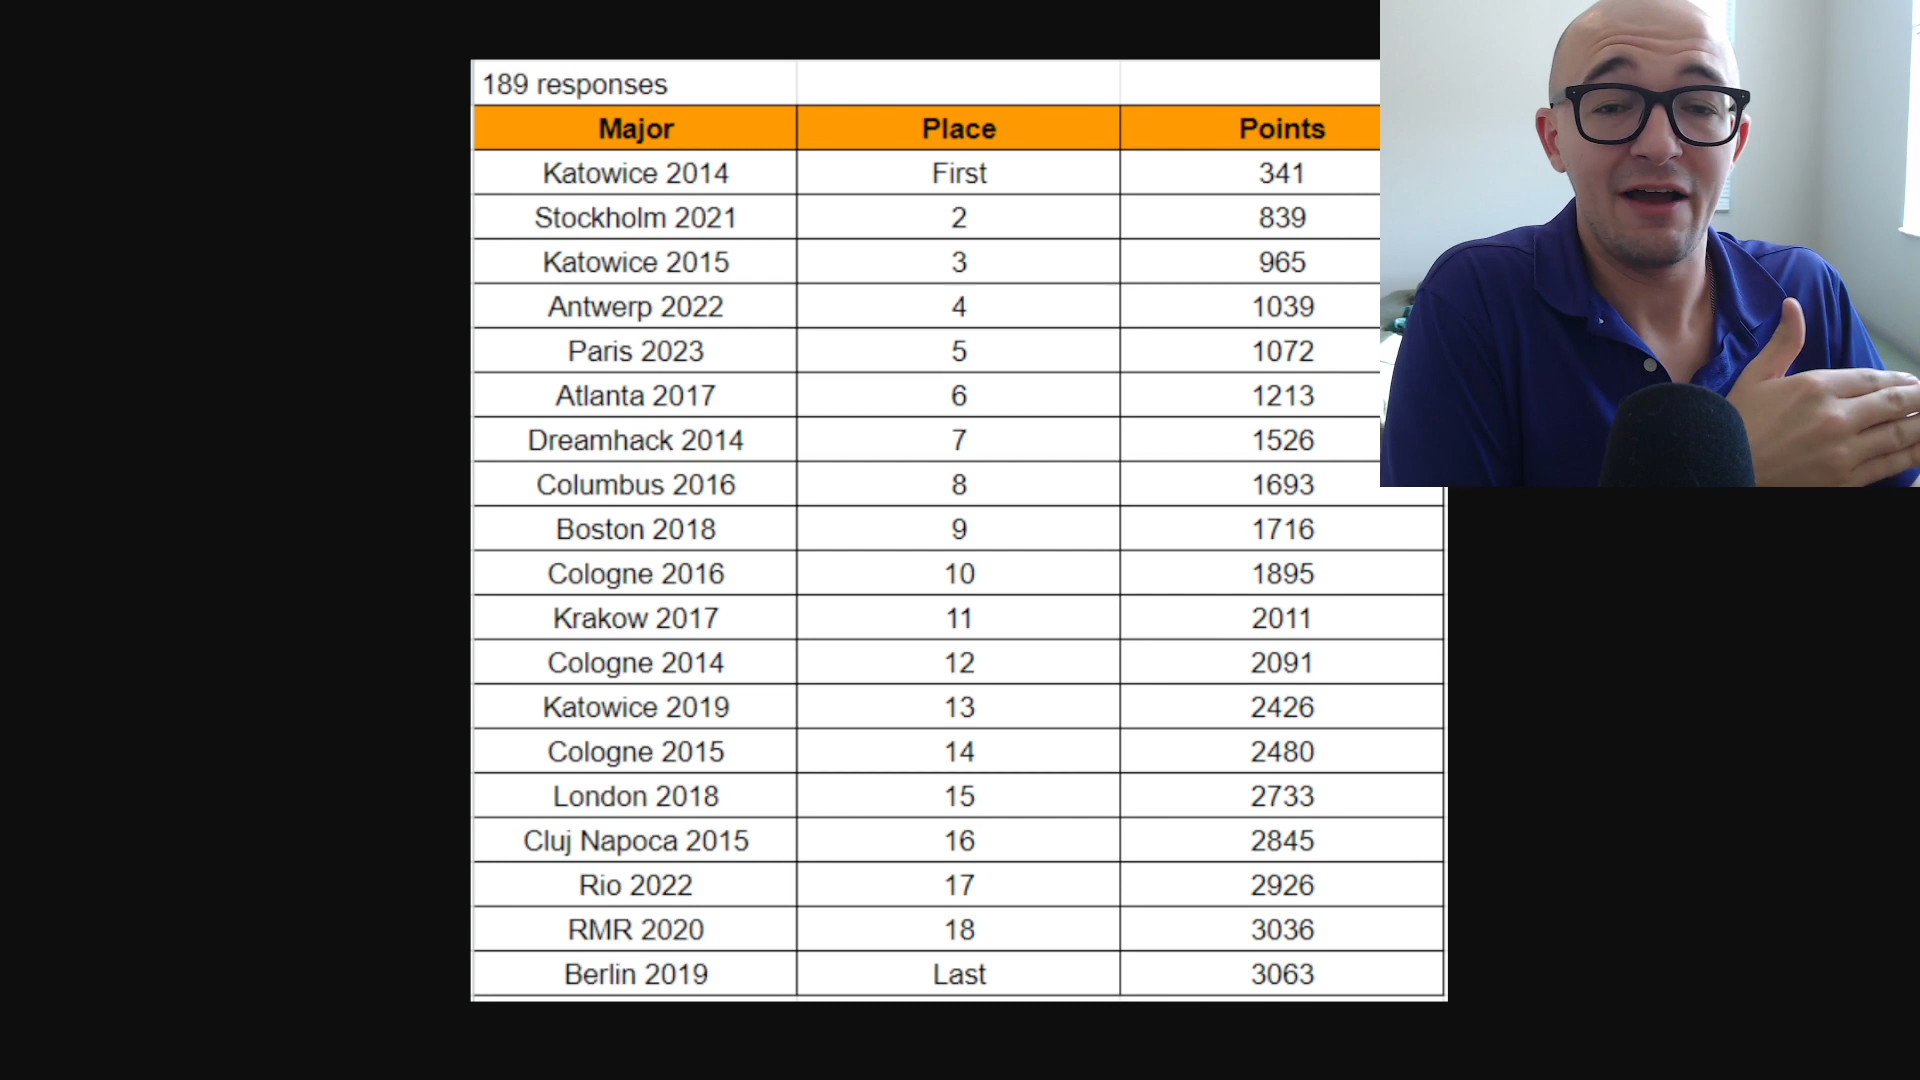 189 responses
Major Place Points
Katowice 2014 First 341
Stockholm 2021 2 839
Katowice 2015 3 965
Antwerp 2022 4 1039
Paris 2023 5 1072
Atlanta 2017 6 1213
Dreamhack 2014 7 1526
Columbus 2016 8 1693
Boston 2018 9 1716
Cologne 2016 10 1895
Krakow 2017 11 2011
Cologne 2014 12 2091
Katowice 2019 13 2426
Cologne 2015 14 2480
London 2018 15 2733
Cluj Napoca 2015 16 2845
Rio 2022 17 2926
RMR 2020 18 3036
Berlin 2019 Last 3063